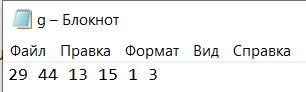 g – Блокнот
Файл Правка Формат Вид Справка
29 44 13 15 1 3